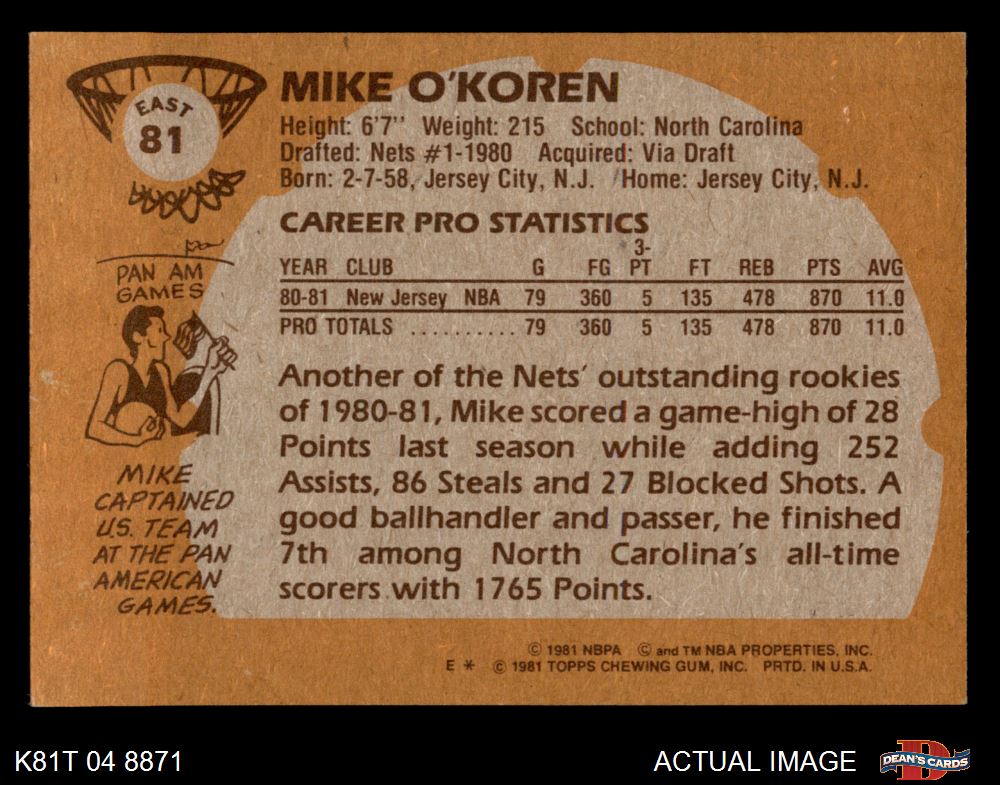 EAST
81
MIKE O'KOREN
Height: 6'7" Weight: 215 School: North Carolina
Drafted: Nets #1-1980 Acquired: Via Draft
Born: 2-7-58, Jersey City, N.J. Home: Jersey City, N.J.
CAREER PRO STATISTICS
YEAR CLUB G FG 3-PT FT REB PTS AVG
80-81 New Jersey NBA 79 360 5 135 478 870 11.0
PRO TOTALS .......... 79 360 5 135 478 870 11.0
Another of the Nets' outstanding rookies
of 1980-81, Mike scored a game-high of 28
Points last season while adding 252
Assists, 86 Steals and 27 Blocked Shots. A
good ballhandler and passer, he finished
7th among North Carolina's all-time
scorers with 1765 Points.
PAN AM
GAMES
MIKE
CAPTAINED
U.S. TEAM
AT THE PAN
AMERICAN
GAMES.
© 1981 NBPA © and TM NBA PROPERTIES, INC.
E * © 1981 TOPPS CHEWING GUM, INC. PRTD. IN U.S.A.
K81T 04 8871 ACTUAL IMAGE
D
DEAN'S CARDS